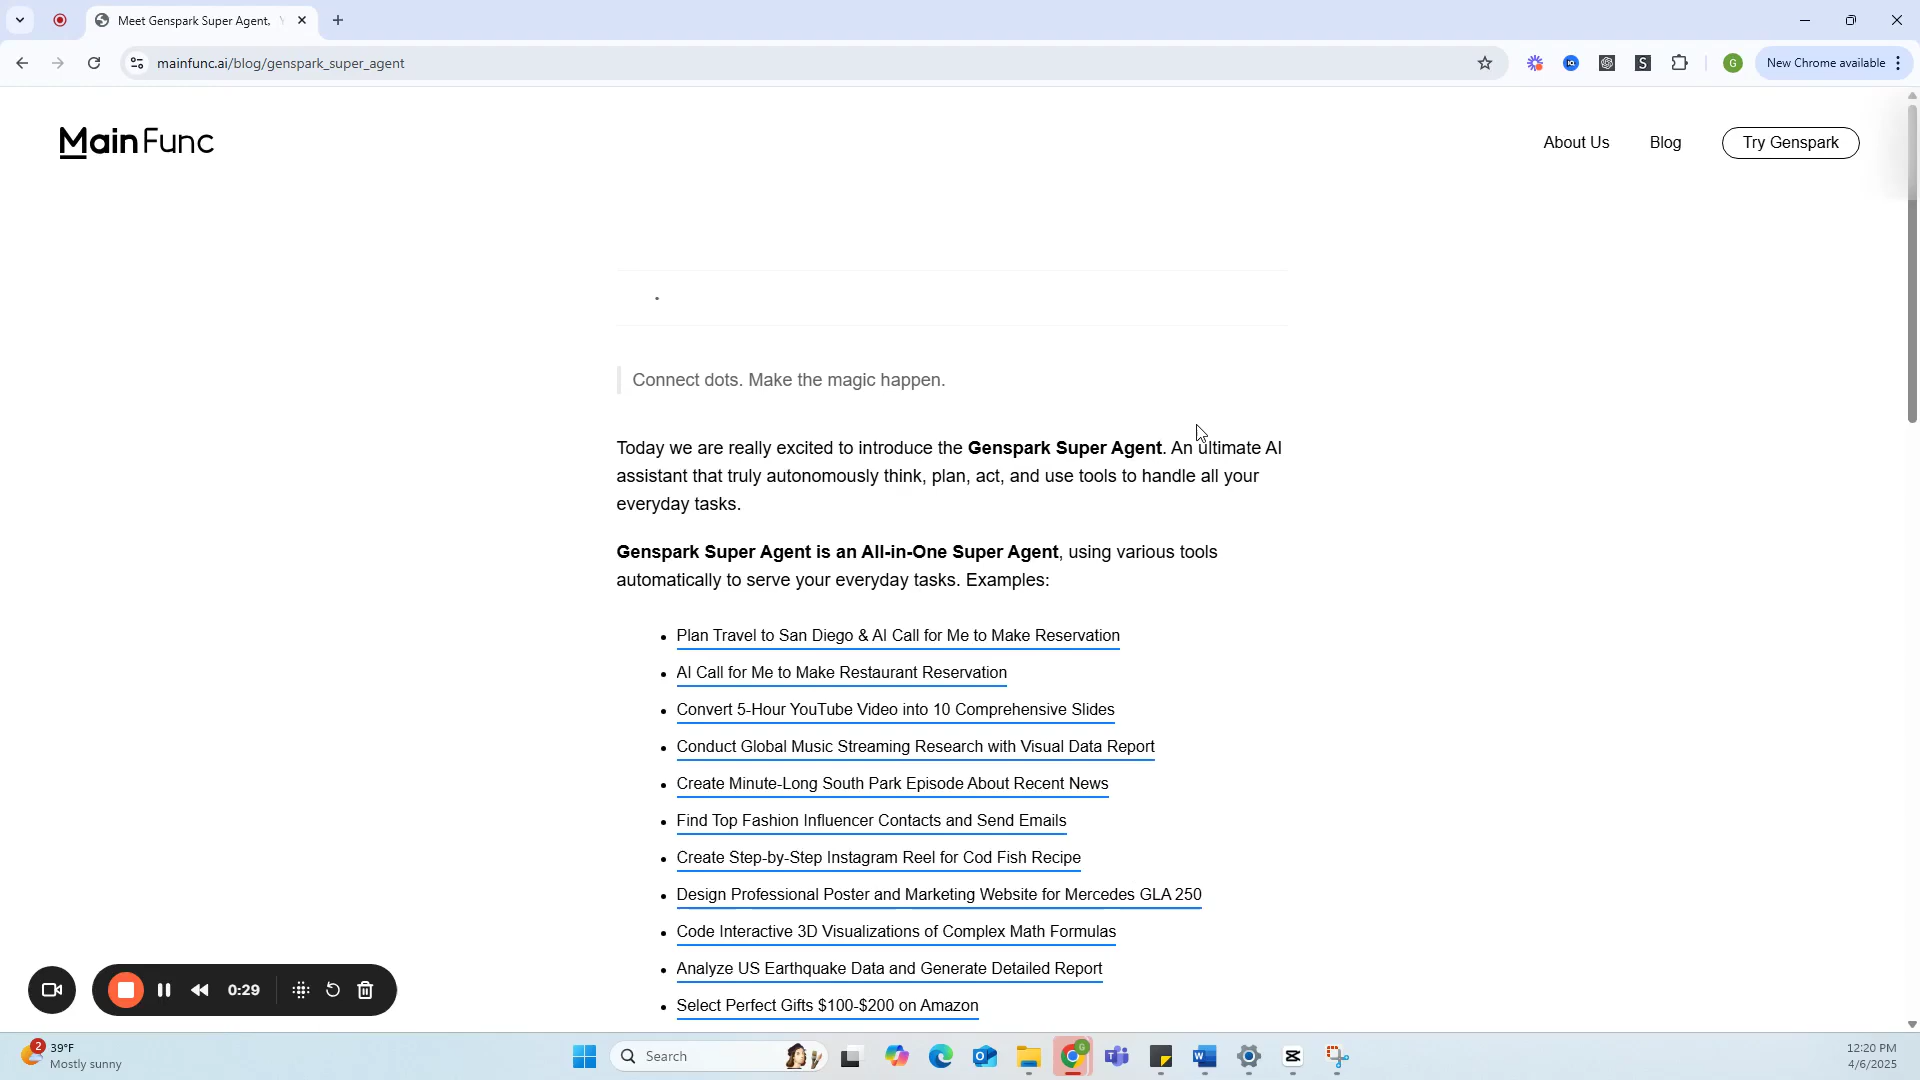 Meet Genspark Super Agent,
mainfunc.ai/blog/genspark_super_agent
G
New Chrome available
MainFunc
About Us
Blog
Try Genspark
Connect dots. Make the magic happen.
Today we are really excited to introduce the Genspark Super Agent. An ultimate AI
assistant that truly autonomously think, plan, act, and use tools to handle all your
everyday tasks.
Genspark Super Agent is an All-in-One Super Agent, using various tools
automatically to serve your everyday tasks. Examples:
• Plan Travel to San Diego & AI Call for Me to Make Reservation
• AI Call for Me to Make Restaurant Reservation
• Convert 5-Hour YouTube Video into 10 Comprehensive Slides
• Conduct Global Music Streaming Research with Visual Data Report
• Create Minute-Long South Park Episode About Recent News
• Find Top Fashion Influencer Contacts and Send Emails
• Create Step-by-Step Instagram Reel for Cod Fish Recipe
• Design Professional Poster and Marketing Website for Mercedes GLA 250
• Code Interactive 3D Visualizations of Complex Math Formulas
• Analyze US Earthquake Data and Generate Detailed Report
• Select Perfect Gifts $100-$200 on Amazon
0:29
2
39°F
Mostly sunny
Search
12:20 PM
4/6/2025